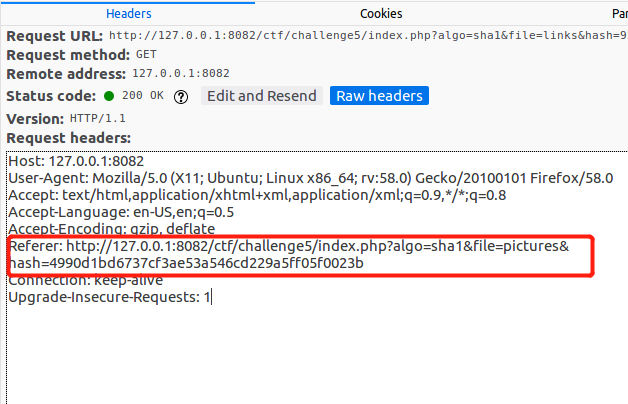 Headers Cookies Par
Request URL: http://127.0.0.1:8082/ctf/challenge5/index.php?algo=sha1&file=links&hash=9
Request method: GET
Remote address: 127.0.0.1:8082
Status code: 200 OK ? Edit and Resend Raw headers
Version: HTTP/1.1
Request headers:
Host: 127.0.0.1:8082
User-Agent: Mozilla/5.0 (X11; Ubuntu; Linux x86_64; rv:58.0) Gecko/20100101 Firefox/58.0
Accept: text/html,application/xhtml+xml,application/xml;q=0.9,*/*;q=0.8
Accept-Language: en-US,en;q=0.5
Accept-Encoding: gzip, deflate
Referer: http://127.0.0.1:8082/ctf/challenge5/index.php?algo=sha1&file=pictures&
hash=4990d1bd6737cf3ae53a546cd229a5ff05f0023b
Connection: keep-alive
Upgrade-Insecure-Requests: 1